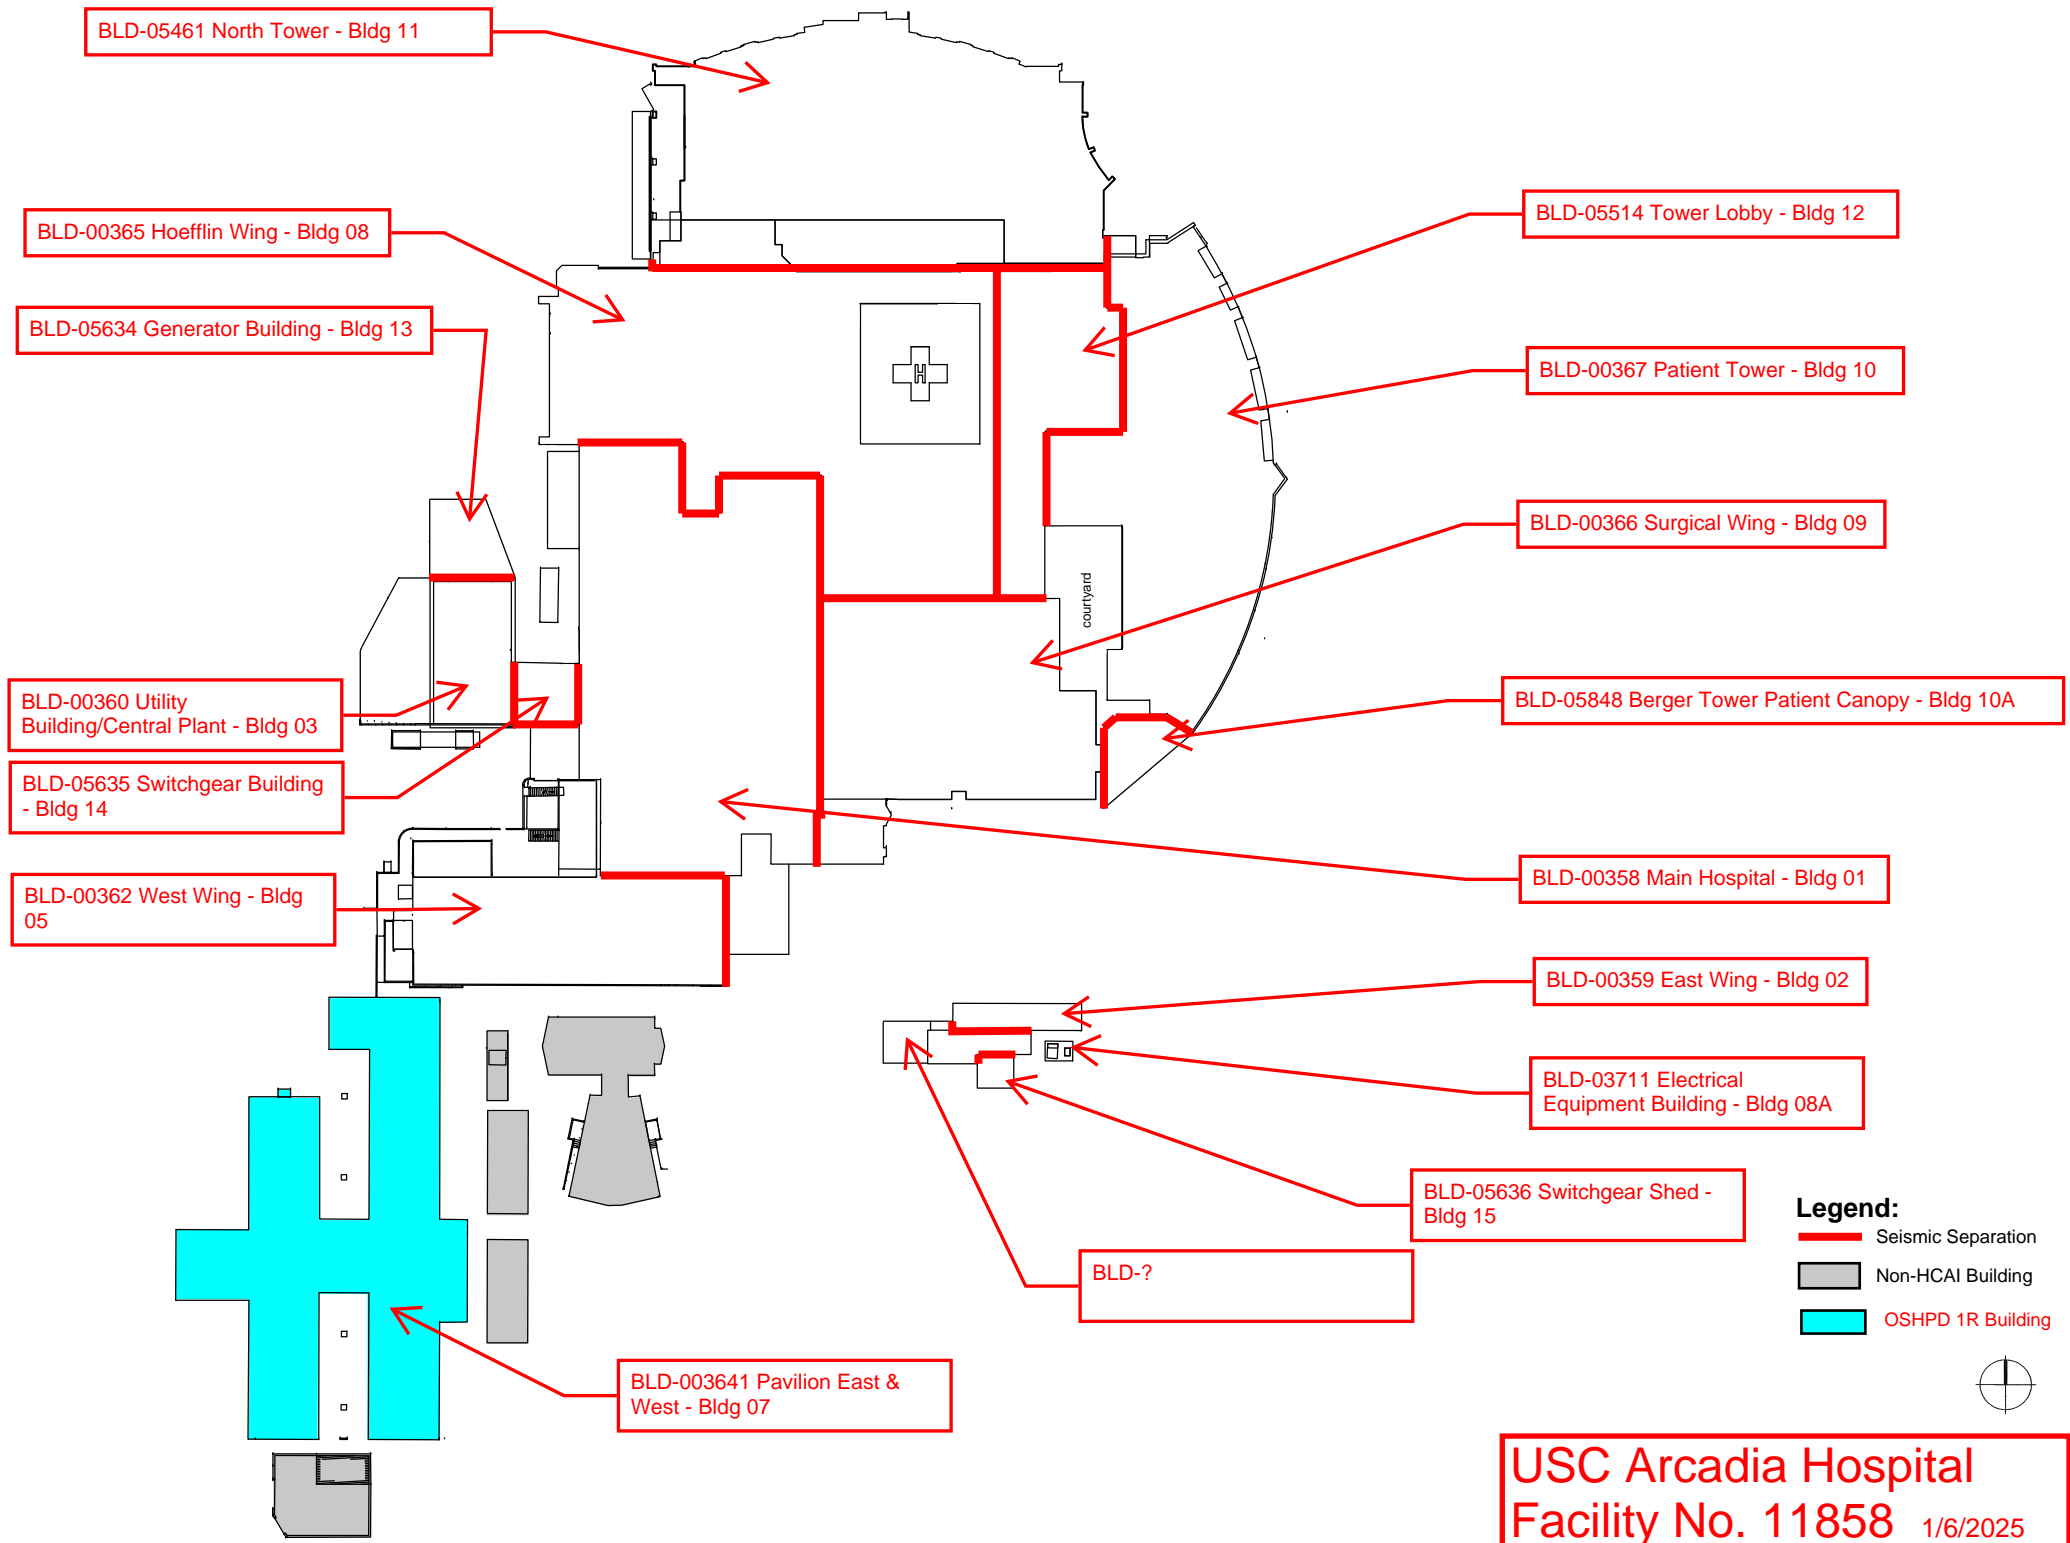 BLD-05461 North Tower - Bldg 11
BLD-00365 Hoefflin Wing - Bldg 08
BLD-05514 Tower Lobby - Bldg 12
BLD-05634 Generator Building - Bldg 13
H
BLD-00367 Patient Tower - Bldg 10
BLD-00366 Surgical Wing - Bldg 09
courtyard
BLD-00360 Utility
Building/Central Plant - Bldg 03
BLD-05848 Berger Tower Patient Canopy - Bldg 10A
BLD-05635 Switchgear Building
- Bldg 14
BLD-00358 Main Hospital - Bldg 01
BLD-00362 West Wing - Bldg
05
BLD-00359 East Wing - Bldg 02
BLD-03711 Electrical
Equipment Building - Bldg 08A
BLD-05636 Switchgear Shed -
Bldg 15
BLD-?
BLD-003641 Pavilion East &
West - Bldg 07
Legend:
Seismic Separation
Non-HCAI Building
OSHPD 1R Building
USC Arcadia Hospital
Facility No. 11858 1/6/2025